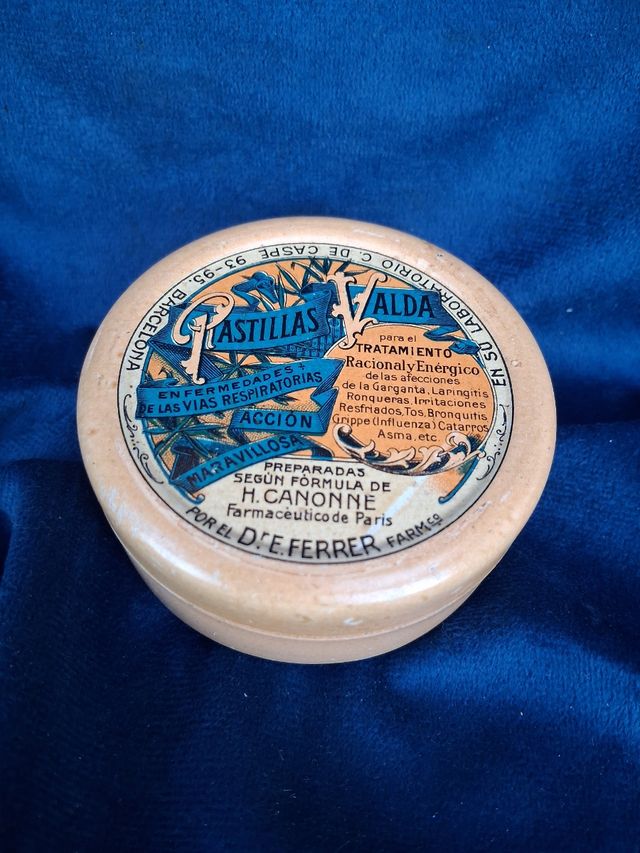 PASTILLAS VALDA
para el
TRATAMIENTO
Racional y Enérgico
de las afecciones
de la Garganta, Laringitis
Ronqueras, Irritaciones
Resfriados, Tos, Bronquitis
Grippe (Influenza) Catarros
Asma, etc.
ENFERMEDADES
DE LAS VIAS RESPIRATORIAS
ACCIÓN
MARAVILLOSA
PREPARADAS
SEGÚN FÓRMULA DE
H. CANONNE
Farmacéutico de Paris
POR EL Dr E. FERRER FARMCO
EN SU LABORATORIO C. DE CASPE 93-95. BARCELONA